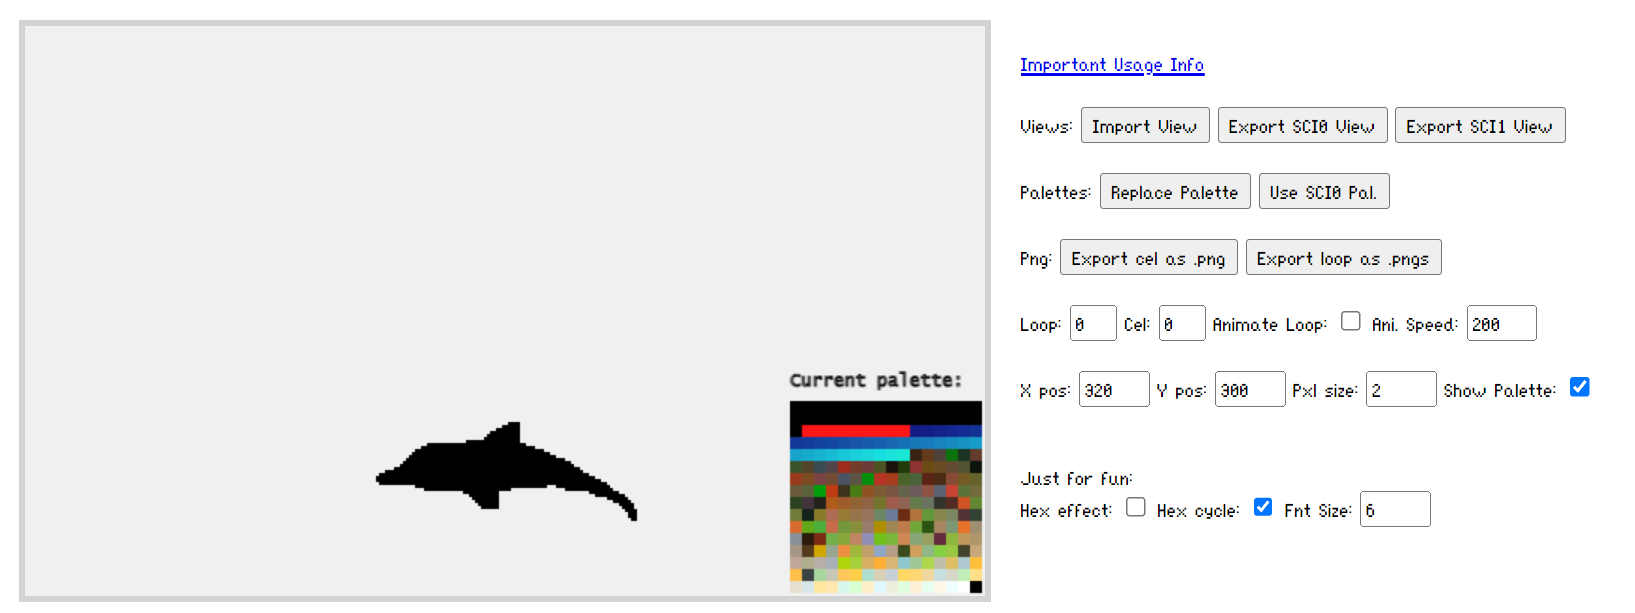 Important Usage Info
Views: Import View Export SCI0 View Export SCI1 View
Palettes: Replace Palette Use SCI0 Pal.
Png: Export cel as .png Export loop as .pngs
Loop: 0 Cel: 0 Animate Loop: Ani. Speed: 200
X pos: 320 Y pos: 300 Pxl size: 2 Show Palette:
Current palette:
Just for fun:
Hex effect: Hex cycle: Fnt Size: 6